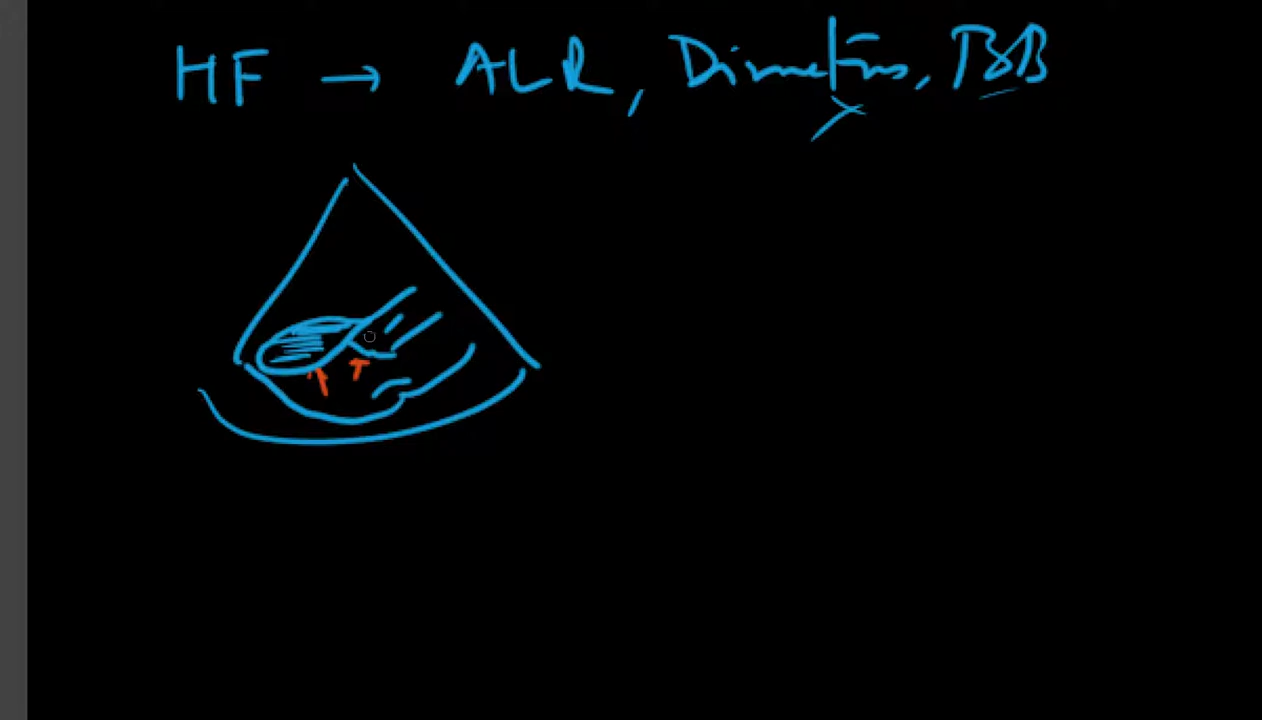 HF → ALR, Diuretics, BB